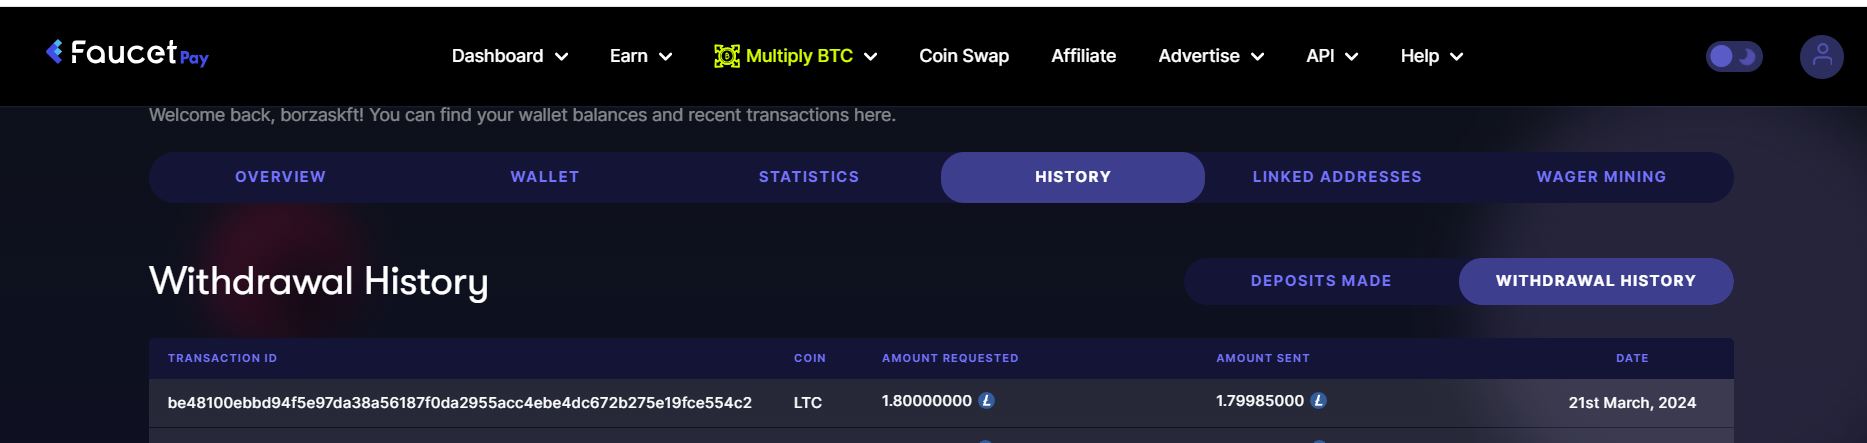 Faucet Pay
Dashboard Earn Multiply BTC Coin Swap Affiliate Advertise API Help
Welcome back, borzaskft! You can find your wallet balances and recent transactions here.
OVERVIEW WALLET STATISTICS HISTORY LINKED ADDRESSES WAGER MINING
Withdrawal History
DEPOSITS MADE WITHDRAWAL HISTORY
TRANSACTION ID COIN AMOUNT REQUESTED AMOUNT SENT DATE
be48100ebbd94f5e97da38a56187f0da2955acc4ebe4dc672b275e19fce554c2 LTC 1.80000000 1.79985000 21st March, 2024